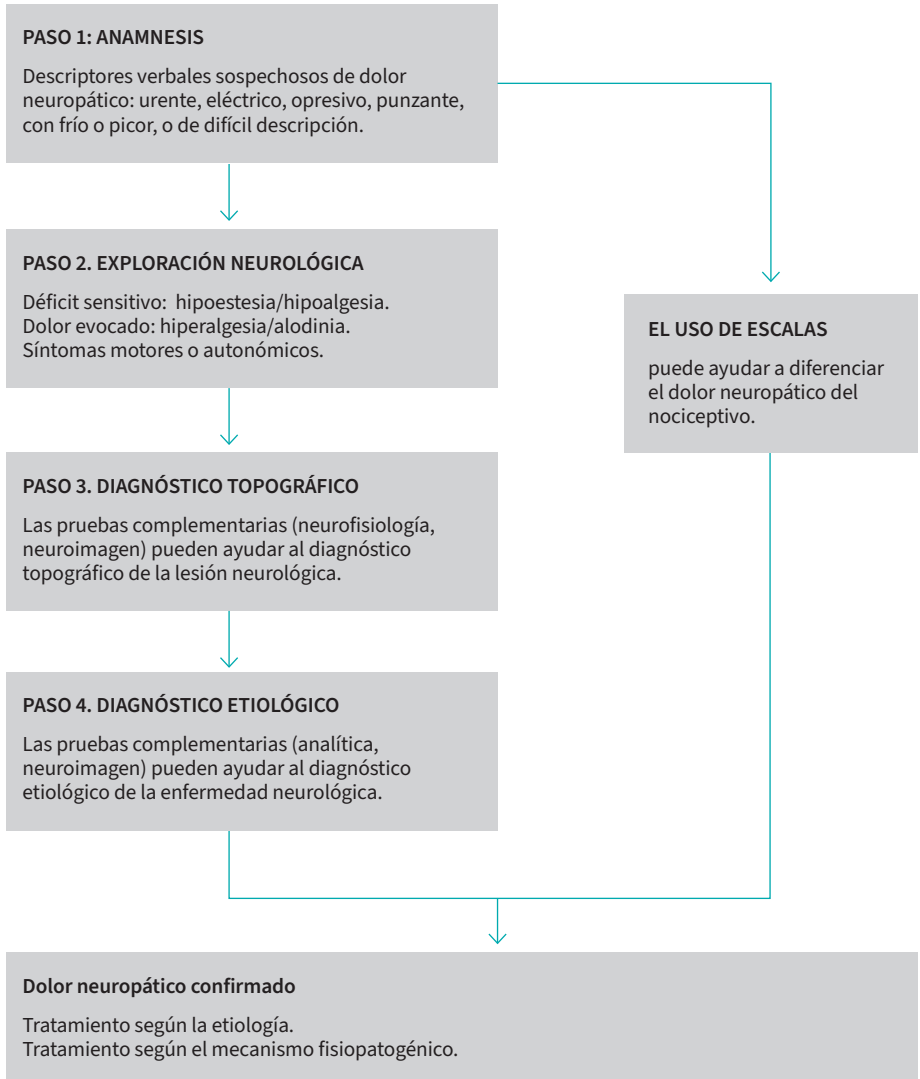 PASO 1: ANAMNESIS
Descriptores verbales sospechosos de dolor
neuropático: urente, eléctrico, opresivo, punzante,
con frío o picor, o de difícil descripción.
PASO 2. EXPLORACIÓN NEUROLÓGICA
Déficit sensitivo: hipoestesia/hipoalgesia.
Dolor evocado: hiperalgesia/alodinia.
Síntomas motores o autonómicos.
EL USO DE ESCALAS
puede ayudar a diferenciar
el dolor neuropático del
nociceptivo.
PASO 3. DIAGNÓSTICO TOPOGRÁFICO
Las pruebas complementarias (neurofisiología,
neuroimagen) pueden ayudar al diagnóstico
topográfico de la lesión neurológica.
PASO 4. DIAGNÓSTICO ETIOLÓGICO
Las pruebas complementarias (analítica,
neuroimagen) pueden ayudar al diagnóstico
etiológico de la enfermedad neurológica.
Dolor neuropático confirmado
Tratamiento según la etiología.
Tratamiento según el mecanismo fisiopatogénico.